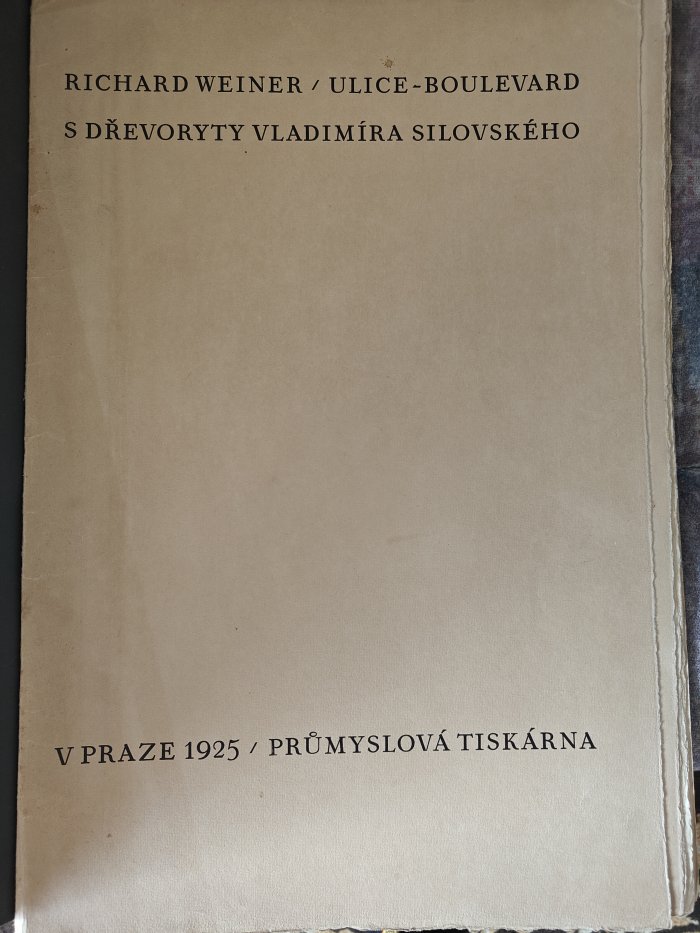 RICHARD WEINER / ULICE-BOULEVARD
S DŘEVORYTY VLADIMÍRA SILOVSKÉHO
V PRAZE 1925 / PRŮMYSLOVÁ TISKÁRNA